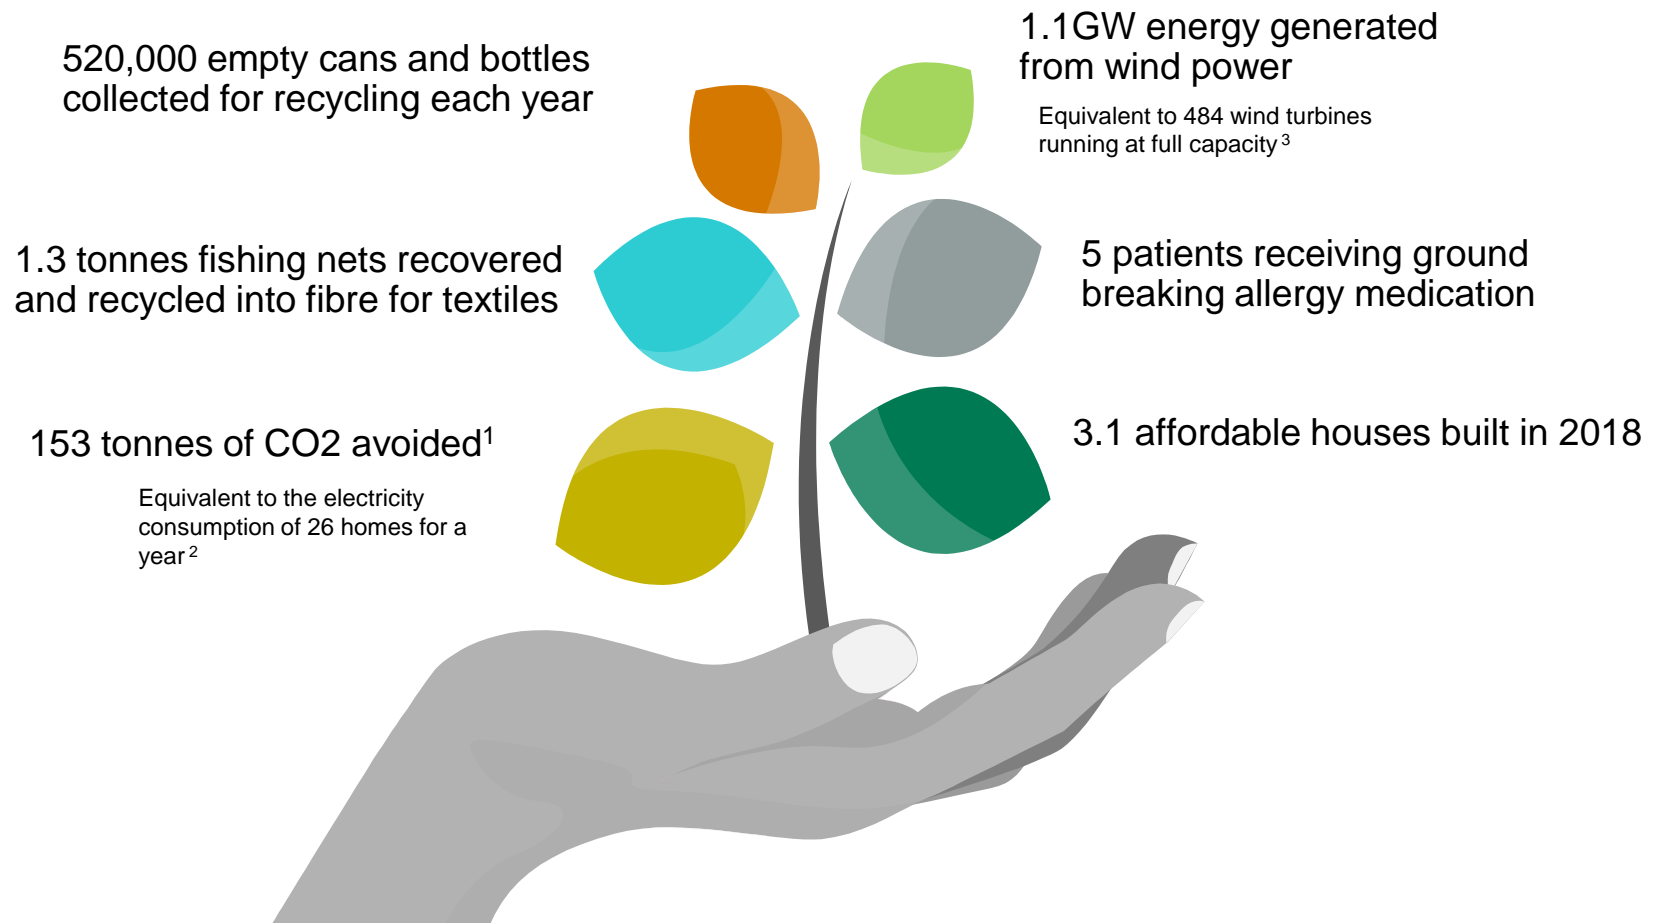 520,000 empty cans and bottles
collected for recycling each year
1.1GW energy generated
from wind power
Equivalent to 484 wind turbines
running at full capacity 3
1.3 tonnes fishing nets recovered
and recycled into fibre for textiles
5 patients receiving ground
breaking allergy medication
153 tonnes of CO2 avoided1
Equivalent to the electricity
consumption of 26 homes for a
year 2
3.1 affordable houses built in 2018